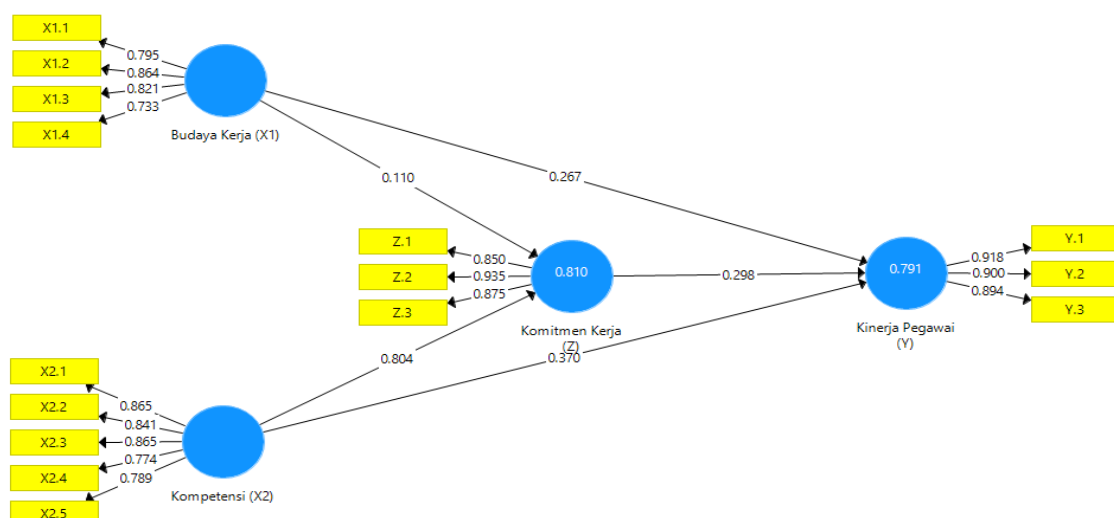 X1.1
0.795
X1.2
0.864
X1.3
0.821
X1.4
0.733
Budaya Kerja (X1)
0.110
0.267
Z.1
0.850
Z.2
0.935
Z.3
0.875
0.810
Komitmen Kerja
(Z)
0.298
0.791
Kinerja Pegawai
(Y)
Y.1
0.918
Y.2
0.900
Y.3
0.894
0.804
0.370
X2.1
0.865
X2.2
0.841
X2.3
0.865
X2.4
0.774
X2.5
0.789
Kompetensi (X2)